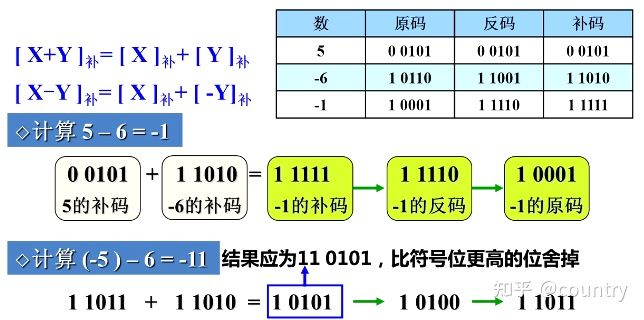 [ X+Y ]补= [ X ]补+ [ Y ]补
[ X−Y ]补= [ X ]补+ [ -Y]补
数 原码 反码 补码
5 0 0101 0 0101 0 0101
-6 1 0110 1 1001 1 1010
-1 1 0001 1 1110 1 1111
◇计算 5 – 6 = -1
0 0101 + 1 1010 = 1 1111 1 1110 1 0001
5的补码 -6的补码 -1的补码 -1的反码 -1的原码
◇计算 (-5 ) – 6 = -11 结果应为11 0101，比符号位更高的位舍掉
1 1011 + 1 1010 = 1 0101 1 0100 1 1011
知乎 @country